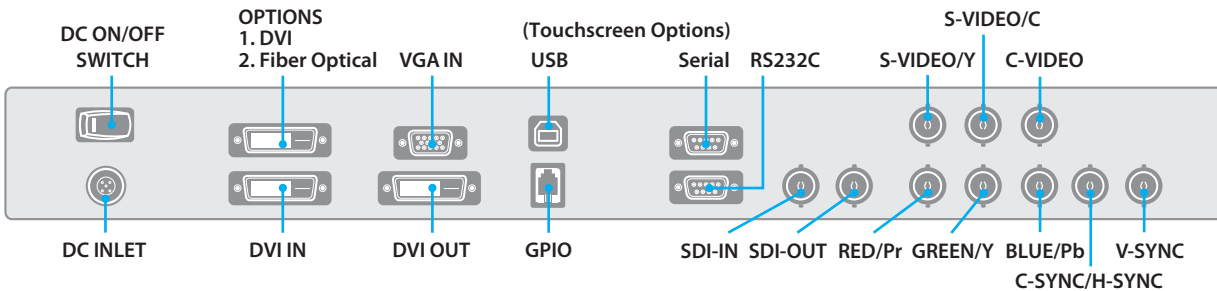 DC ON/OFF
SWITCH
OPTIONS
1. DVI
2. Fiber Optical
VGA IN
(Touchscreen Options)
USB
Serial
RS232C
S-VIDEO/Y
S-VIDEO/C
C-VIDEO
DC INLET
DVI IN
DVI OUT
GPIO
SDI-IN
SDI-OUT
RED/Pr
GREEN/Y
BLUE/Pb
C-SYNC/H-SYNC
V-SYNC